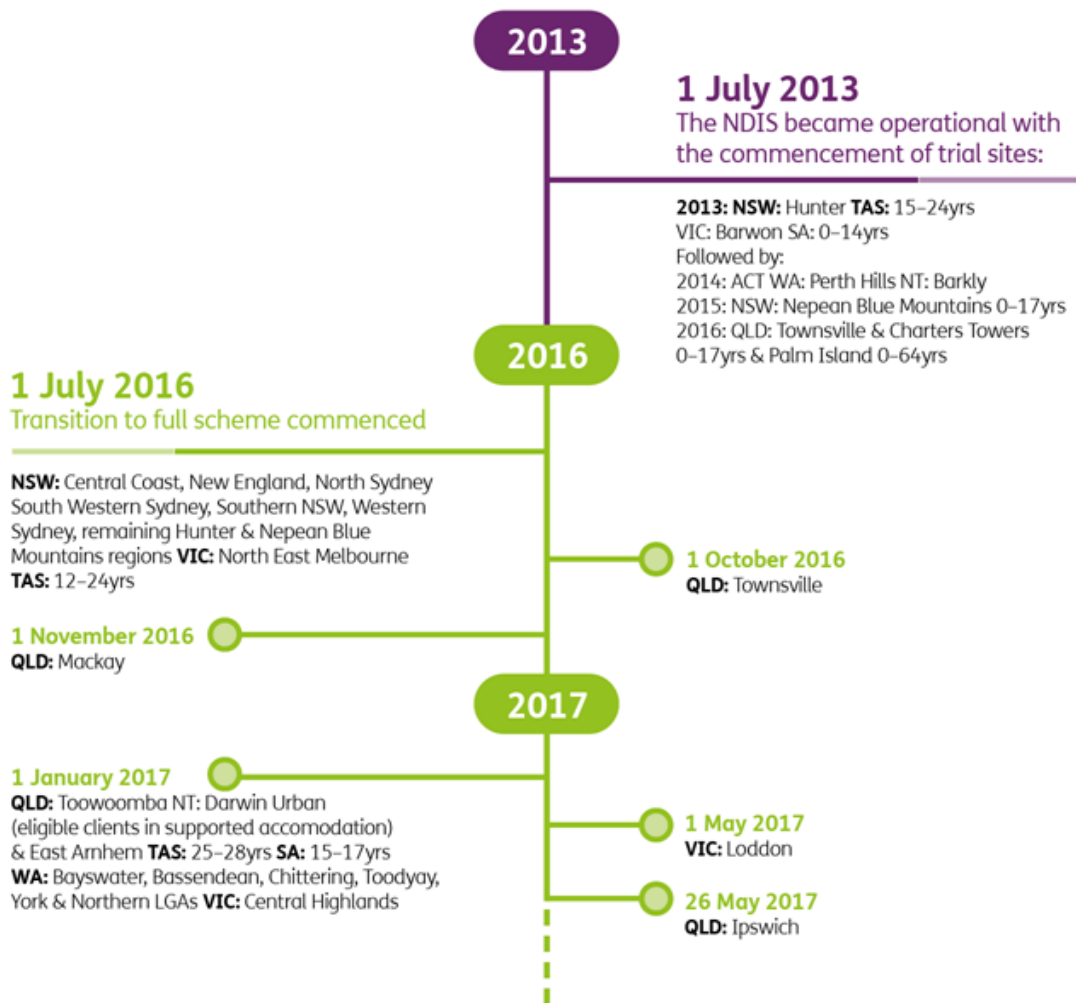 2013
1 July 2013
The NDIS became operational with
the commencement of trial sites:
2013: NSW: Hunter TAS: 15–24yrs
VIC: Barwon SA: 0–14yrs
Followed by:
2014: ACT WA: Perth Hills NT: Barkly
2015: NSW: Nepean Blue Mountains 0–17yrs
2016: QLD: Townsville & Charters Towers
0–17yrs & Palm Island 0–64yrs
2016
1 July 2016
Transition to full scheme commenced
NSW: Central Coast, New England, North Sydney
South Western Sydney, Southern NSW, Western
Sydney, remaining Hunter & Nepean Blue
Mountains regions VIC: North East Melbourne
TAS: 12–24yrs
1 October 2016
QLD: Townsville
1 November 2016
QLD: Mackay
2017
1 January 2017
QLD: Toowoomba NT: Darwin Urban
(eligible clients in supported accomodation)
& East Arnhem TAS: 25–28yrs SA: 15–17yrs
WA: Bayswater, Bassendean, Chittering, Toodyay,
York & Northern LGAs VIC: Central Highlands
1 May 2017
VIC: Loddon
26 May 2017
QLD: Ipswich